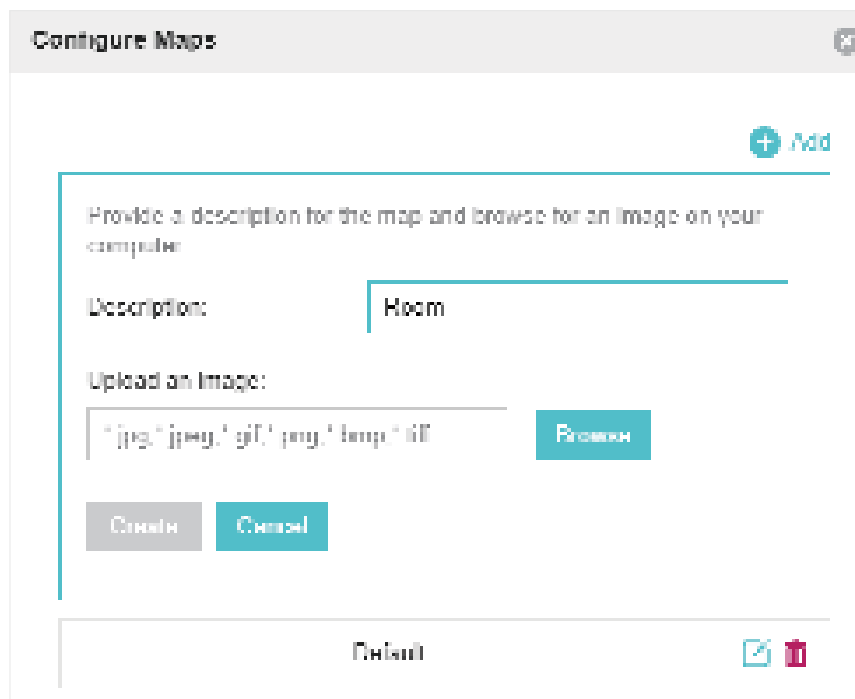 Configure Maps
Add
Provide a description for the map and browse for an image on your
computer
Description: Room
Upload an image:
*.jpg,*.jpeg,*.gif,*.png,*.bmp,*.tiff
Browse
Create Cancel
Default